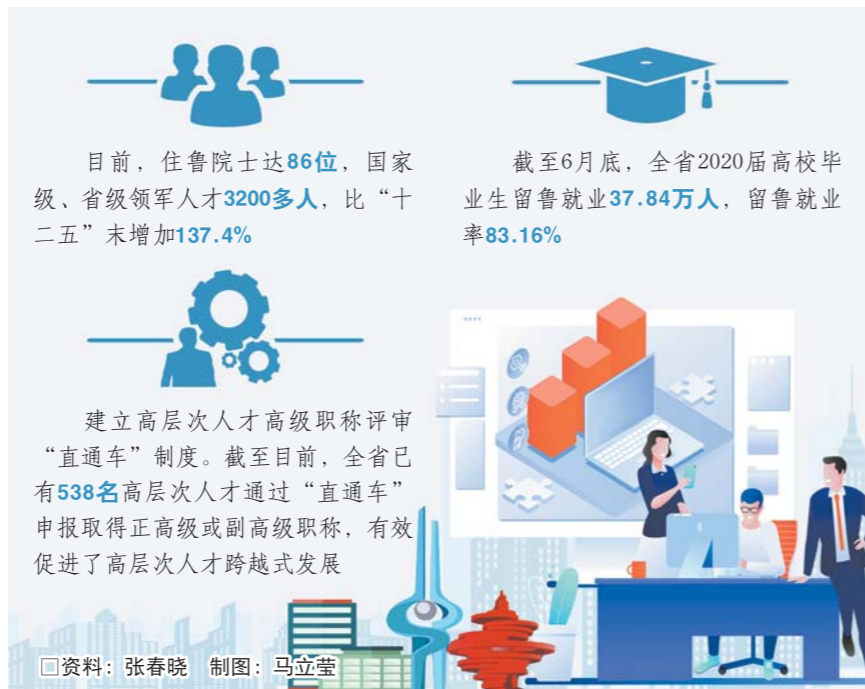 目前，住鲁院士达86位，国家
级、省级领军人才3200多人，比“十
二五”末增加137.4%
截至6月底，全省2020届高校毕
业生留鲁就业37.84万人，留鲁就业
率83.16%
建立高层次人才高级职称评审
“直通车”制度。截至目前，全省已
有538名高层次人才通过“直通车”
申报取得正高级或副高级职称，有效
促进了高层次人才跨越式发展
□资料：张春晓　制图：马立莹